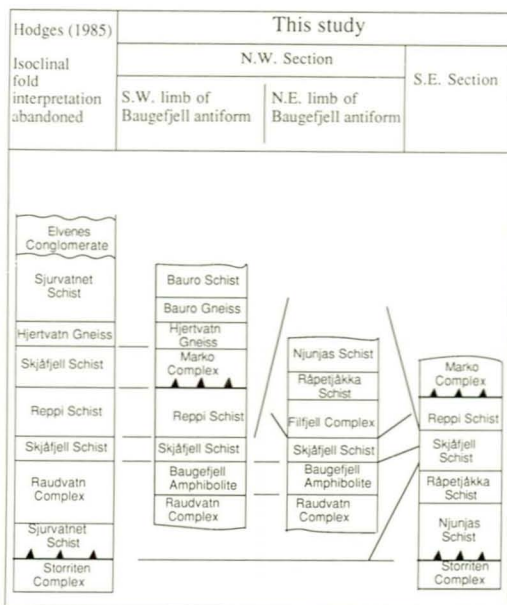 Hodges (1985)
Isoclinal
fold
interpretation
abandoned
This study
N.W. Section
S.W. limb of
Baugefjell antiform
N.E. limb of
Baugefjell antiform
S.E. Section
Elvenes
Conglomerate
Sjurvatnet
Schist
Hjertvatn Gneiss
Skjåfjell Schist
Reppi Schist
Skjåfjell Schist
Raudvatn
Complex
Sjurvatnet
Schist
Storriten
Complex
Bauro Schist
Bauro Gneiss
Hjertvatn
Gneiss
Marko
Complex
Reppi Schist
Skjåfjell Schist
Baugefjell
Amphibolite
Raudvatn
Complex
Njunjas Schist
Råpetjåkka
Schist
Filfjell Complex
Skjåfjell Schist
Baugefjell
Amphibolite
Raudvatn
Complex
Marko
Complex
Reppi Schist
Skjåfjell
Schist
Råpetjåkka
Schist
Njunjas
Schist
Storriten
Complex